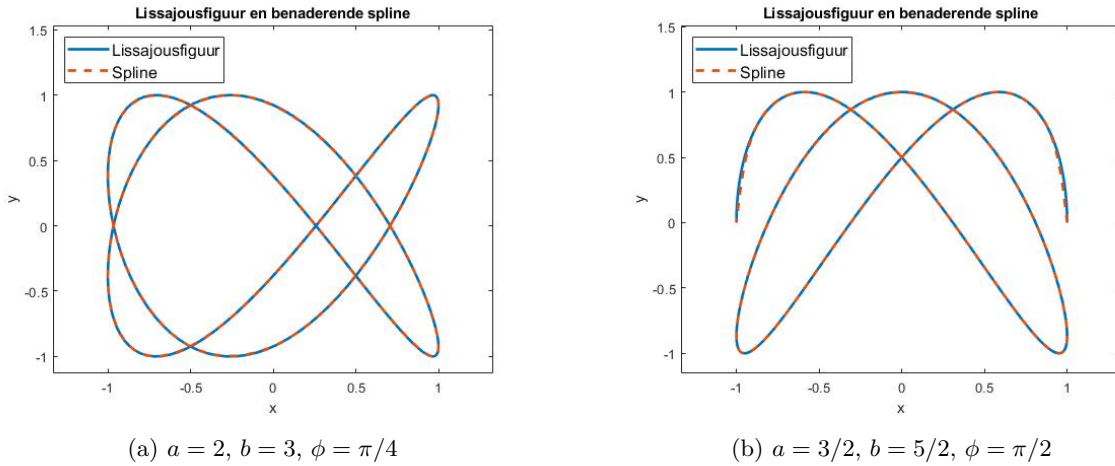 Lissajousfiguur en benaderende spline
1.5
1
0.5
0
-0.5
-1
y
Lissajousfiguur
Spline
-1
-0.5
0
0.5
1
x
(a) a = 2, b = 3, ϕ = π/4
Lissajousfiguur en benaderende spline
1.5
1
0.5
0
-0.5
-1
y
Lissajousfiguur
Spline
-1
-0.5
0
0.5
1
x
(b) a = 3/2, b = 5/2, ϕ = π/2